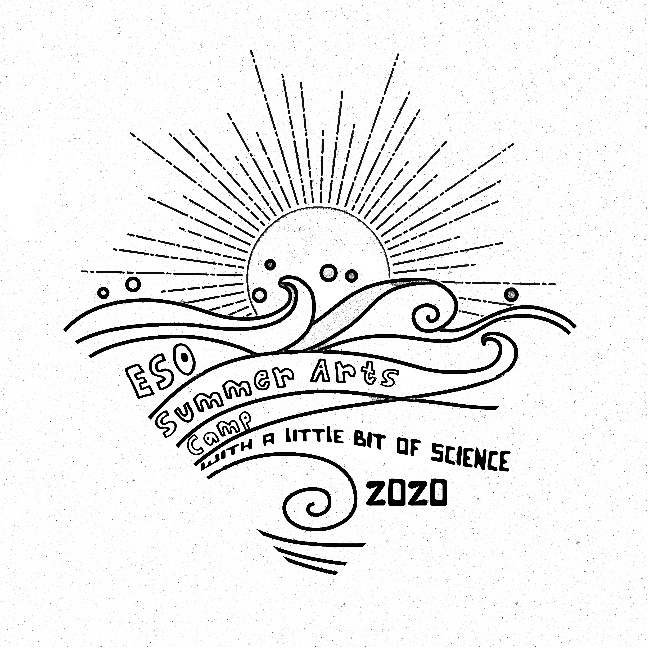 ESO
Summer Arts
Camp
WITH A LITTLE BIT OF SCIENCE
2020